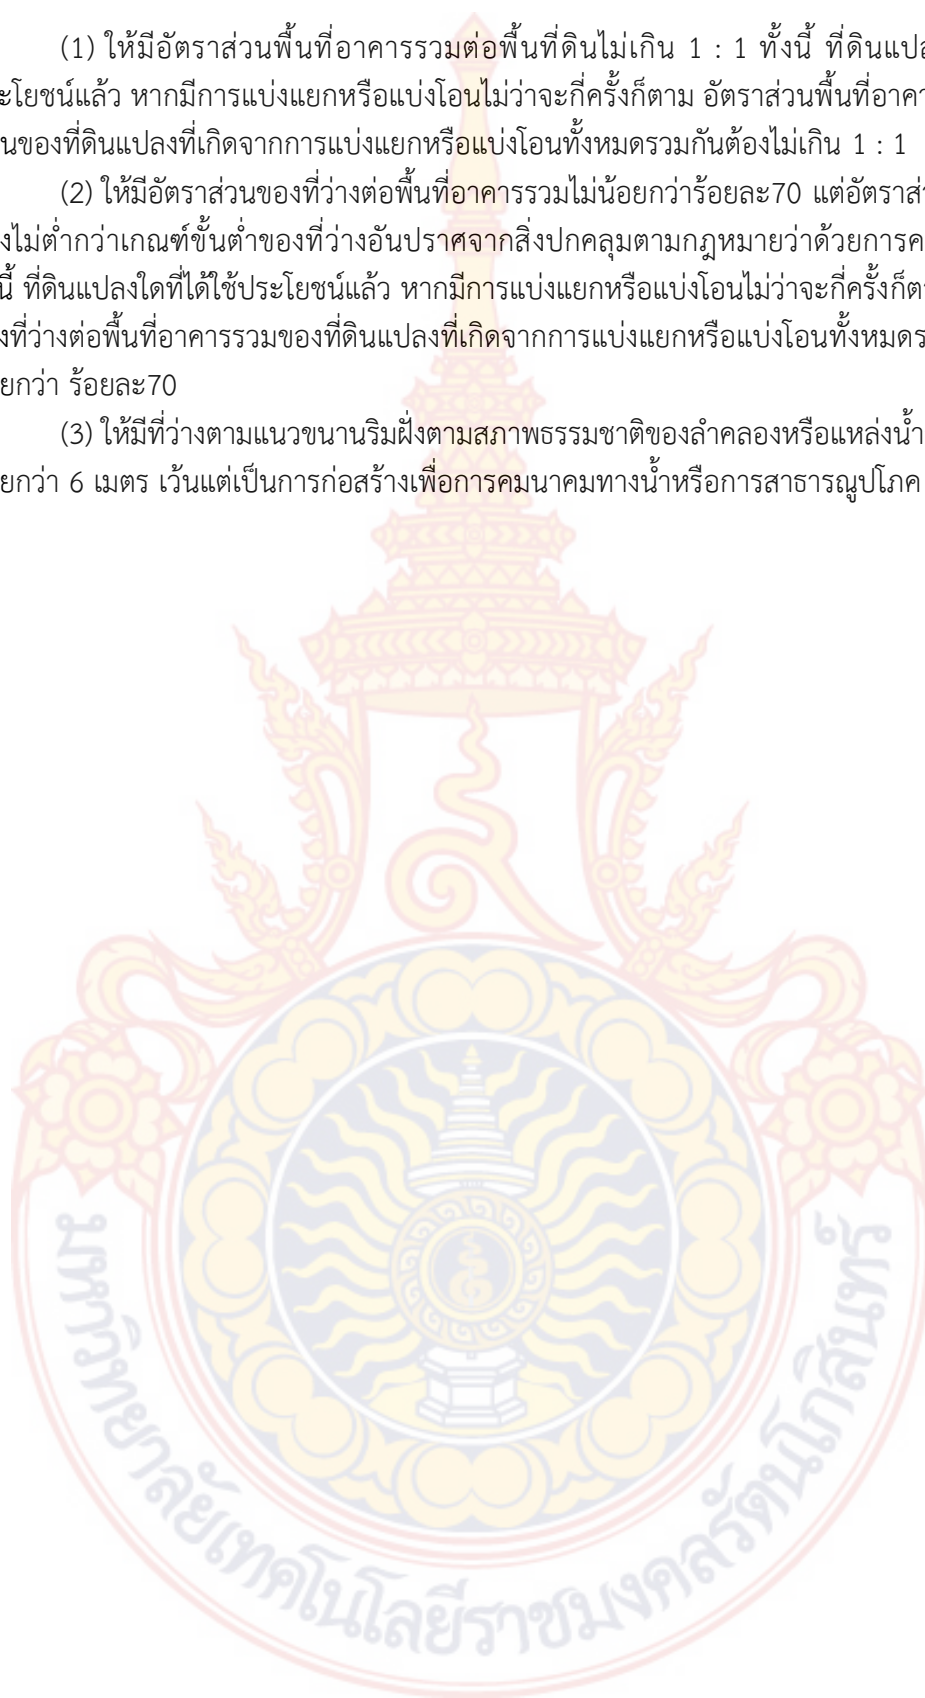 (1) ให้มีอัตราส่วนพื้นที่อาคารรวมต่อพื้นที่ดินไม่เกิน 1 : 1 ทั้งนี้ ที่ดินแปล
ะโยชน์แล้ว หากมีการแบ่งแยกหรือแบ่งโอนไม่ว่าจะกี่ครั้งก็ตาม อัตราส่วนพื้นที่อาคา
นของที่ดินแปลงที่เกิดจากการแบ่งแยกหรือแบ่งโอนทั้งหมดรวมกันต้องไม่เกิน 1 : 1
(2) ให้มีอัตราส่วนของที่ว่างต่อพื้นที่อาคารรวมไม่น้อยกว่าร้อยละ70 แต่อัตราส่ว
งไม่ต่ำกว่าเกณฑ์ขั้นต่ำของที่ว่างอันปราศจากสิ่งปกคลุมตามกฎหมายว่าด้วยการค
นี้ ที่ดินแปลงใดที่ได้ใช้ประโยชน์แล้ว หากมีการแบ่งแยกหรือแบ่งโอนไม่ว่าจะกี่ครั้งก็ต
งที่ว่างต่อพื้นที่อาคารรวมของที่ดินแปลงที่เกิดจากการแบ่งแยกหรือแบ่งโอนทั้งหมดร
ยกว่า ร้อยละ70
(3) ให้มีที่ว่างตามแนวขนานริมฝั่งตามสภาพธรรมชาติของลำคลองหรือแหล่งน้ำ
ยกว่า 6 เมตร เว้นแต่เป็นการก่อสร้างเพื่อการคมนาคมทางน้ำหรือการสาธารณูปโภค
มหาวิทยาลัยเทคโนโลยีราชมงคลรัตนโกสินทร์